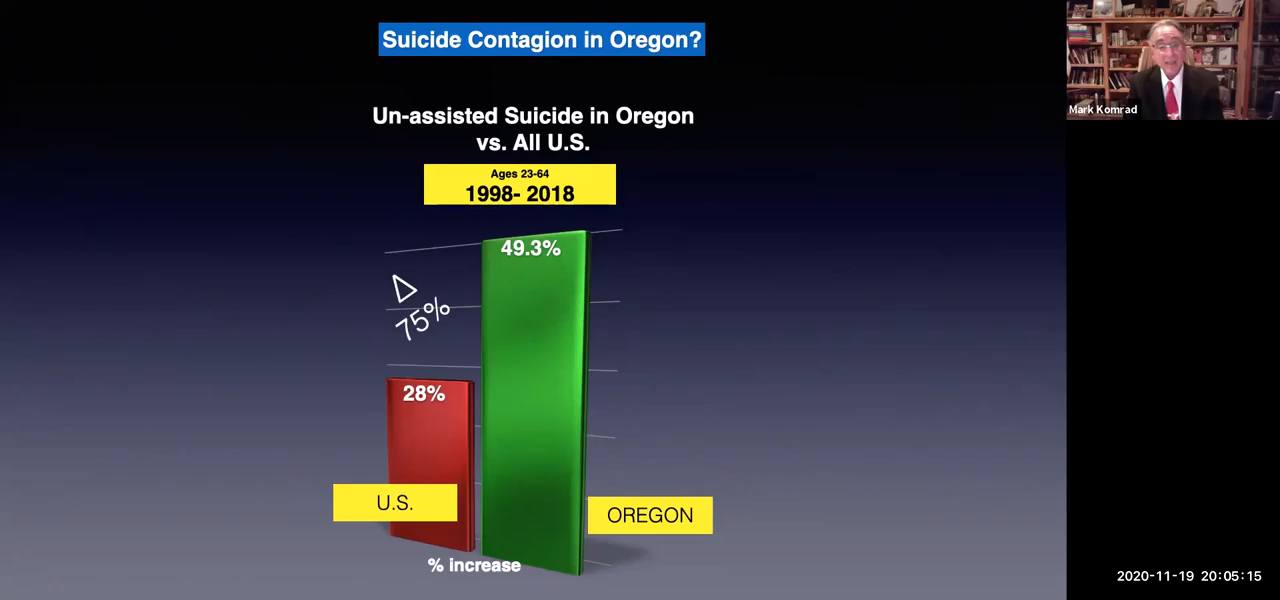 Suicide Contagion in Oregon?
Un-assisted Suicide in Oregon
vs. All U.S.
Ages 23-64
1998- 2018
49.3%
Δ
75%
28%
U.S.
OREGON
% increase
Mark Komrad
2020-11-19 20:05:15